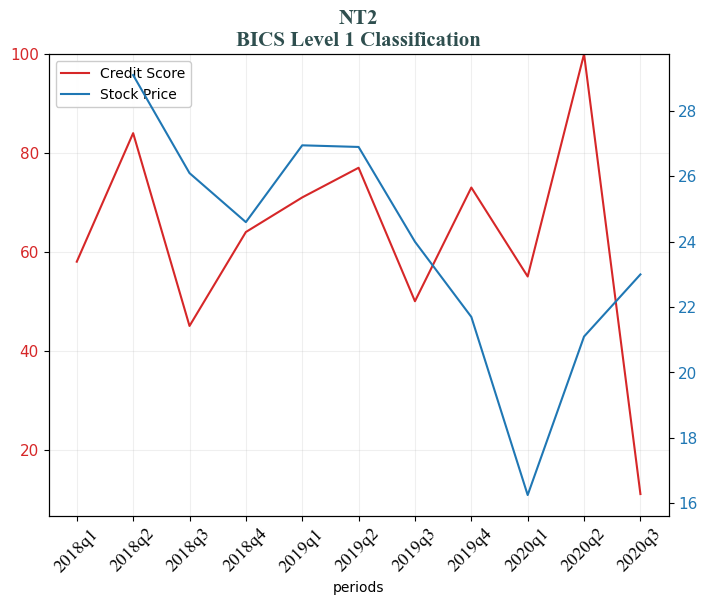 NT2
BICS Level 1 Classification
Credit Score
Stock Price
100
80
60
40
20
28
26
24
22
20
18
16
2018q1
2018q2
2018q3
2018q4
2019q1
2019q2
2019q3
2019q4
2020q1
2020q2
2020q3
periods